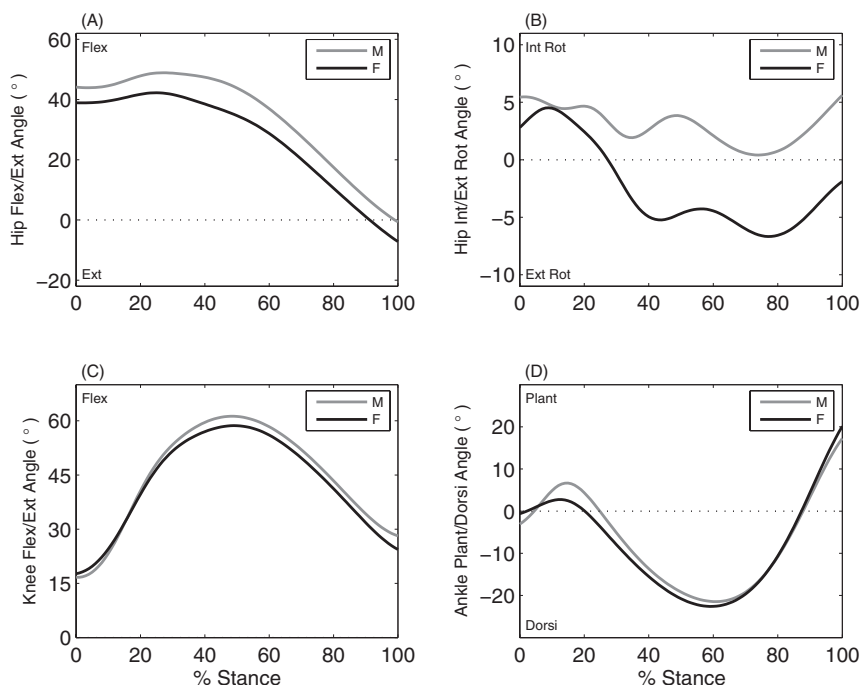 (A)
Hip Flex/Ext Angle ( ° )
60
40
20
0
−20
Flex
Ext
M
F
0 20 40 60 80 100
(B)
Hip Int/Ext Rot Angle ( ° )
10
5
0
−5
−10
Int Rot
Ext Rot
M
F
0 20 40 60 80 100
(C)
Knee Flex/Ext Angle ( ° )
60
45
30
15
0
Flex
M
F
0 20 40 60 80 100
% Stance
(D)
Ankle Plant/Dorsi Angle ( ° )
20
10
0
−10
−20
Plant
Dorsi
M
F
0 20 40 60 80 100
% Stance